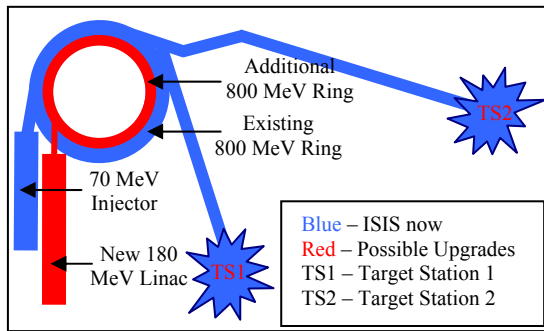 Additional
800 MeV Ring
TS2
Existing
800 MeV Ring
70 MeV
Injector
New 180
MeV Linac
TS1
Blue – ISIS now
Red – Possible Upgrades
TS1 – Target Station 1
TS2 – Target Station 2